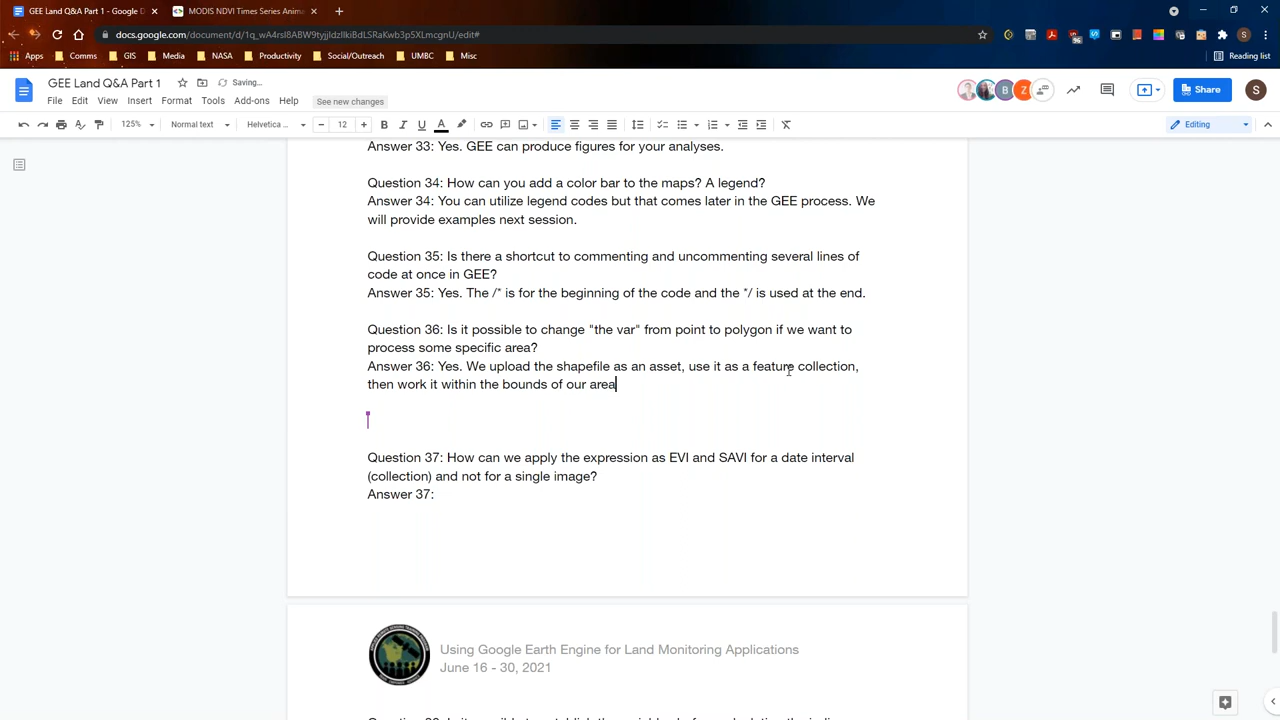 GEE Land Q&A Part 1 - Google D
MODIS NDVI Times Series Anima
docs.google.com/document/d/1q_wA4rsI8ABW9tyjjIdzIlkiBdLSRaKwb3p5XLmcgnU/edit#
Apps Comms GIS Media NASA Productivity Social/Outreach UMBC Misc Reading list
GEE Land Q&A Part 1 Saving...
File Edit View Insert Format Tools Add-ons Help See new changes
B Z Share S
125% Normal text Helvetica ... 12 B I U A Editing
Answer 33: Yes. GEE can produce figures for your analyses.
Question 34: How can you add a color bar to the maps? A legend?
Answer 34: You can utilize legend codes but that comes later in the GEE process. We
will provide examples next session.
Question 35: Is there a shortcut to commenting and uncommenting several lines of
code at once in GEE?
Answer 35: Yes. The /* is for the beginning of the code and the */ is used at the end.
Question 36: Is it possible to change "the var" from point to polygon if we want to
process some specific area?
Answer 36: Yes. We upload the shapefile as an asset, use it as a feature collection,
then work it within the bounds of our area
Question 37: How can we apply the expression as EVI and SAVI for a date interval
(collection) and not for a single image?
Answer 37:
Using Google Earth Engine for Land Monitoring Applications
June 16 - 30, 2021